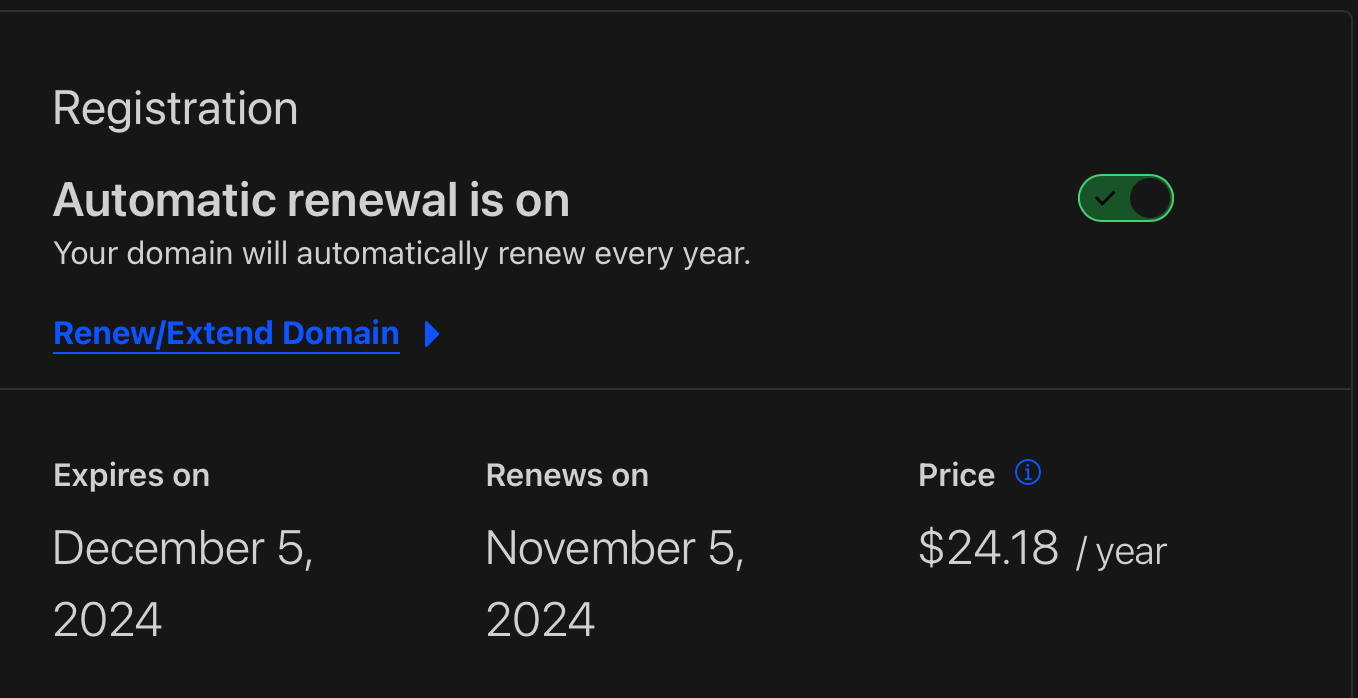 Registration
Automatic renewal is on
Your domain will automatically renew every year.
Renew/Extend Domain
Expires on
December 5,
2024
Renews on
November 5,
2024
Price
$24.18 / year